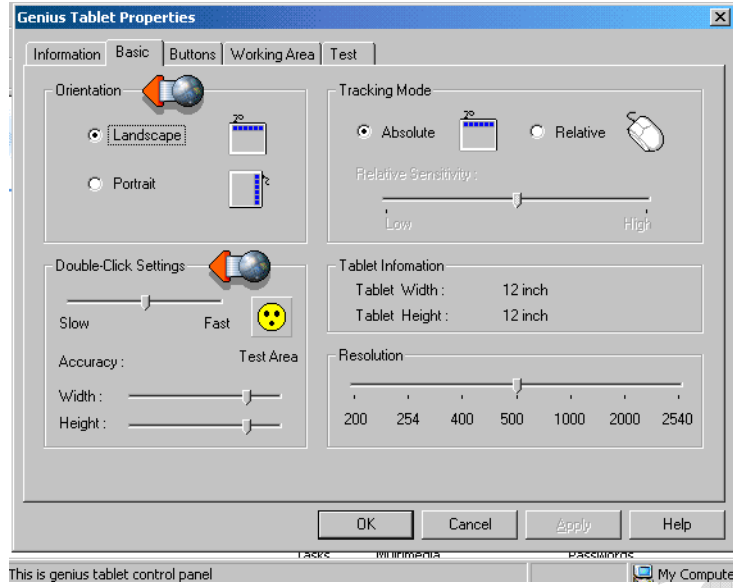 Genius Tablet Properties
Information Basic Buttons Working Area Test
Orientation
Landscape
Portrait
Tracking Mode
Absolute Relative
Relative Sensitivity :
Low High
Double-Click Settings
Slow Fast
Accuracy : Test Area
Width :
Height :
Tablet Infomation
Tablet Width : 12 inch
Tablet Height : 12 inch
Resolution
200 254 400 500 1000 2000 2540
OK Cancel Apply Help
Tasks Multimedia Passwords
This is genius tablet control panel My Compute